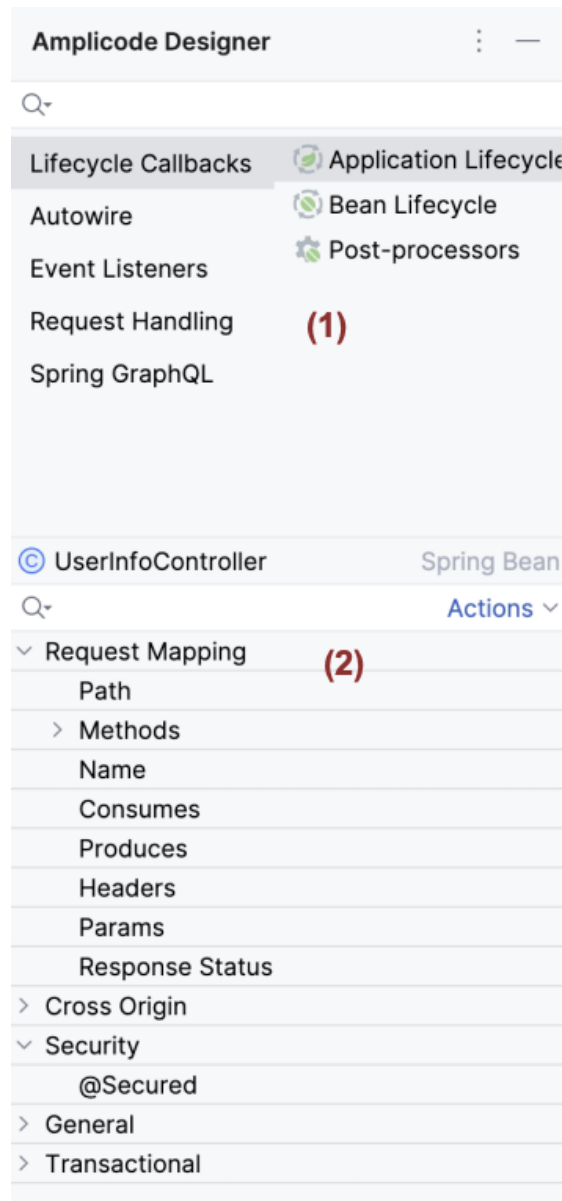 Amplicode Designer
Lifecycle Callbacks
Application Lifecycle
Autowire
Bean Lifecycle
Event Listeners
Post-processors
Request Handling
(1)
Spring GraphQL
UserInfoController
Spring Bean
Actions
Request Mapping
(2)
Path
Methods
Name
Consumes
Produces
Headers
Params
Response Status
Cross Origin
Security
@Secured
General
Transactional